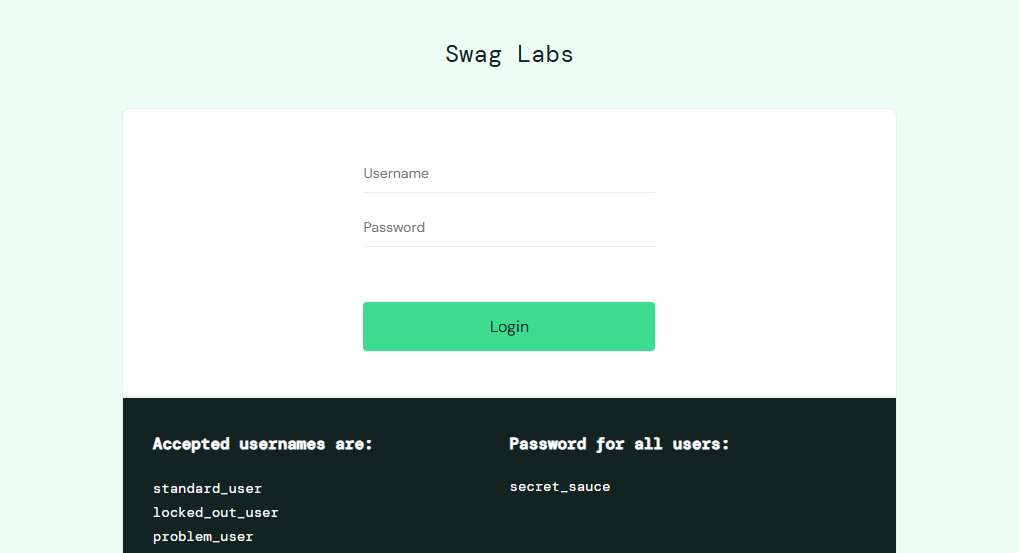 Swag Labs
Username
Password
Login
Accepted usernames are:
standard_user
locked_out_user
problem_user
Password for all users:
secret_sauce